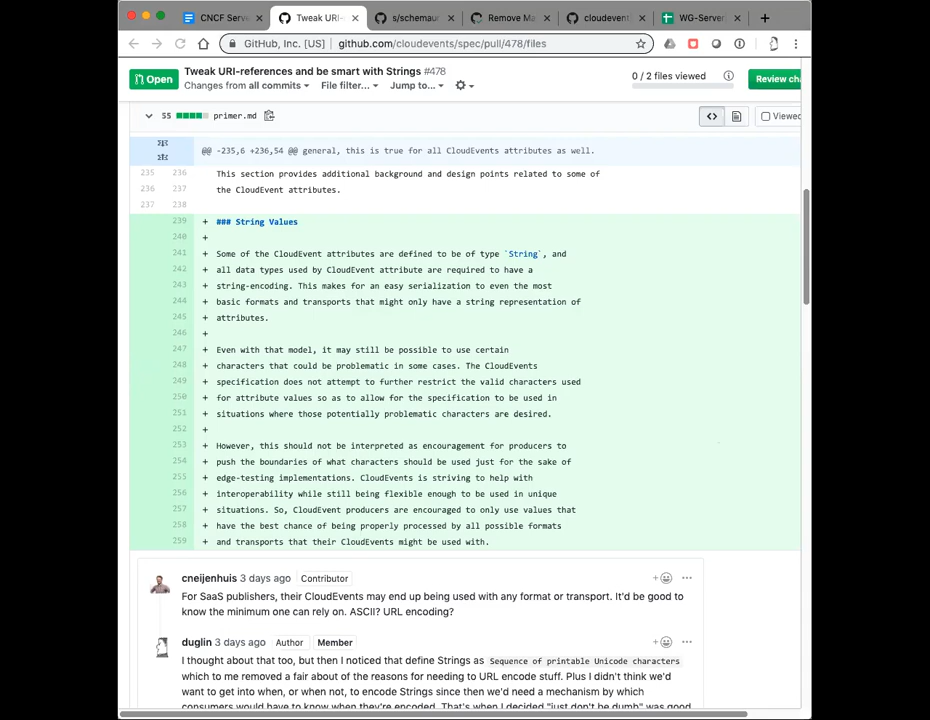 CNCF Serve
Tweak URI-
s/schemau
Remove Ma
cloudevent
WG-Server
GitHub, Inc. [US] | github.com/cloudevents/spec/pull/478/files
Open
Tweak URI-references and be smart with Strings #478
Changes from all commits
File filter...
Jump to...
0 / 2 files viewed
Review cha
55 primer.md
Viewed
@@ -235,6 +236,54 @@ general, this is true for all CloudEvents attributes as well.
235 236 This section provides additional background and design points related to some of
236 237 the CloudEvent attributes.
237 238
239 + ### String Values
240 +
241 + Some of the CloudEvent attributes are defined to be of type `String`, and
242 + all data types used by CloudEvent attribute are required to have a
243 + string-encoding. This makes for an easy serialization to even the most
244 + basic formats and transports that might only have a string representation of
245 + attributes.
246 +
247 + Even with that model, it may still be possible to use certain
248 + characters that could be problematic in some cases. The CloudEvents
249 + specification does not attempt to further restrict the valid characters used
250 + for attribute values so as to allow for the specification to be used in
251 + situations where those potentially problematic characters are desired.
252 +
253 + However, this should not be interpreted as encouragement for producers to
254 + push the boundaries of what characters should be used just for the sake of
255 + edge-testing implementations. CloudEvents is striving to help with
256 + interoperability while still being flexible enough to be used in unique
257 + situations. So, CloudEvent producers are encouraged to only use values that
258 + have the best chance of being properly processed by all possible formats
259 + and transports that their CloudEvents might be used with.
cneijenhuis 3 days ago Contributor
For SaaS publishers, their CloudEvents may end up being used with any format or transport. It'd be good to
know the minimum one can rely on. ASCII? URL encoding?
duglin 3 days ago Author Member
I thought about that too, but then I noticed that define Strings as Sequence of printable Unicode characters
which to me removed a fair about of the reasons for needing to URL encode stuff. Plus I didn't think we'd
want to get into when, or when not, to encode Strings since then we'd need a mechanism by which
consumers would have to know when they're encoded. That's when I decided "just don't be dumb" was good